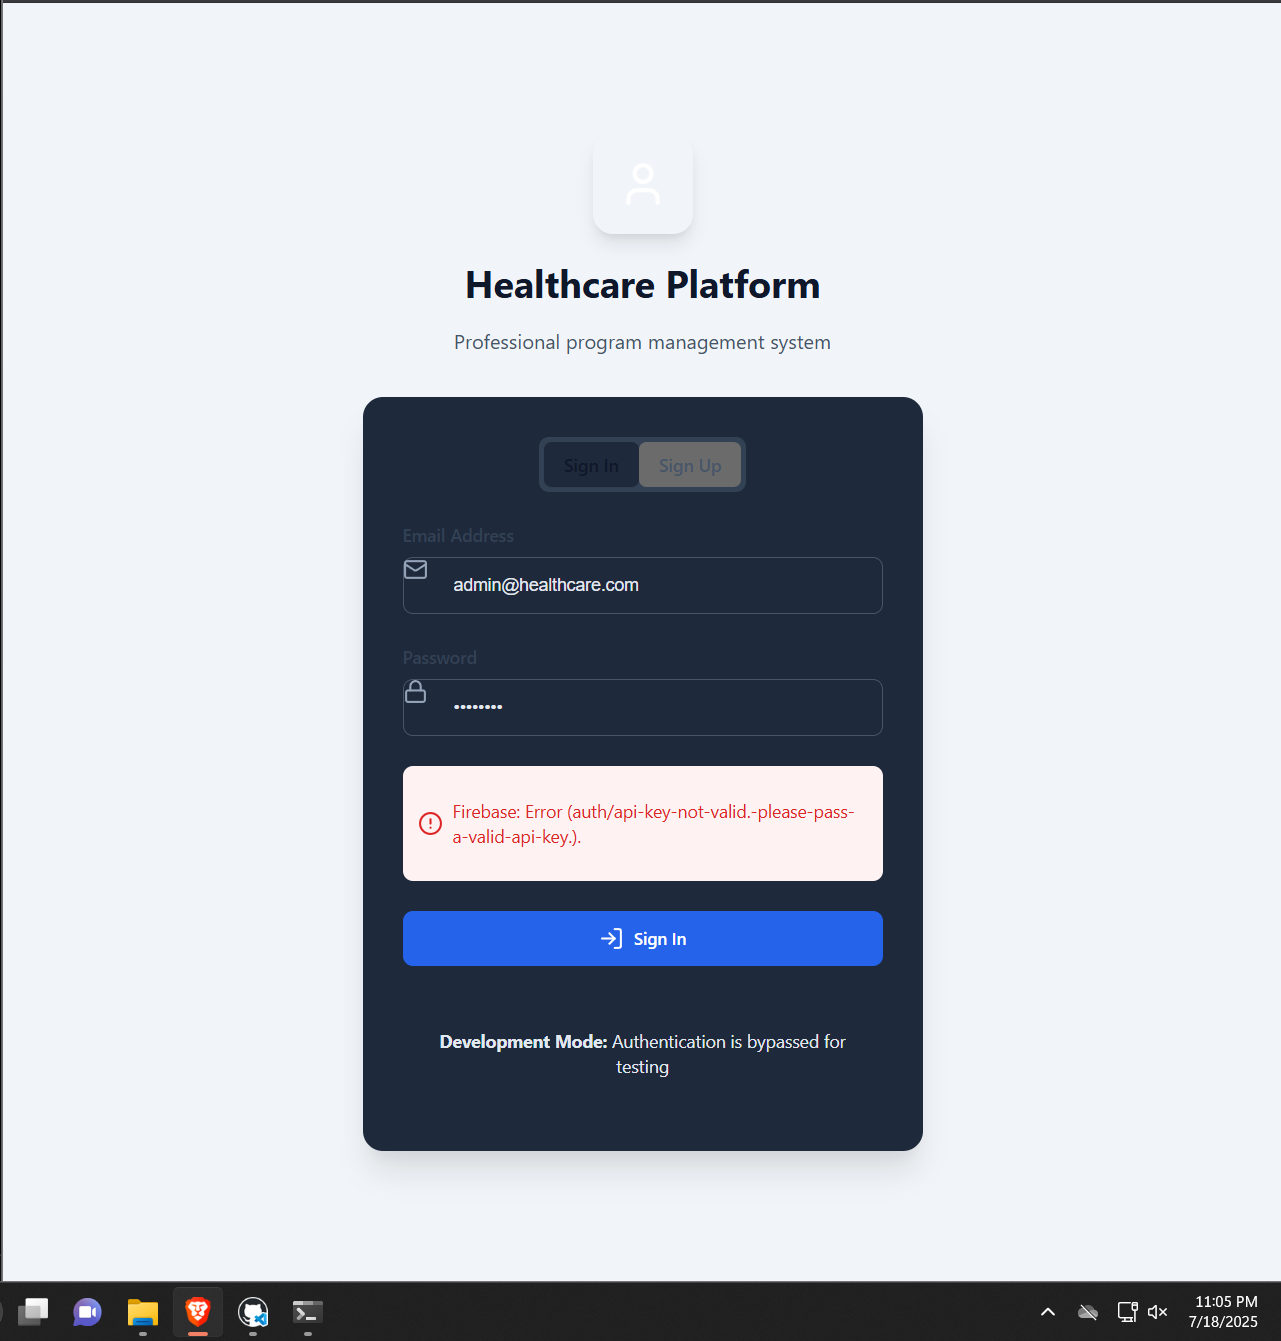 Healthcare Platform
Professional program management system
Sign In
Sign Up
Email Address
admin@healthcare.com
Password
••••••••
Firebase: Error (auth/api-key-not-valid.-please-pass-
a-valid-api-key.).
Sign In
Development Mode: Authentication is bypassed for
testing
11:05 PM
7/18/2025